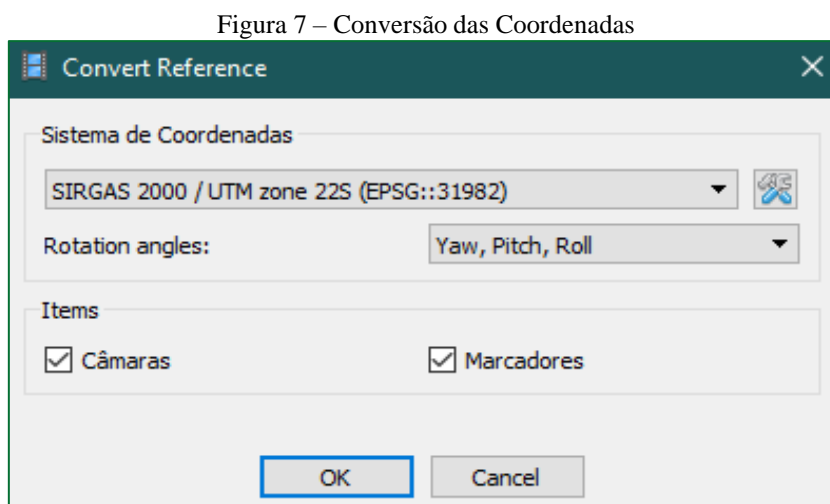 Figura 7 – Conversão das Coordenadas
Convert Reference
Sistema de Coordenadas
SIRGAS 2000 / UTM zone 22S (EPSG::31982)
Rotation angles: Yaw, Pitch, Roll
Items
Câmaras Marcadores
OK Cancel